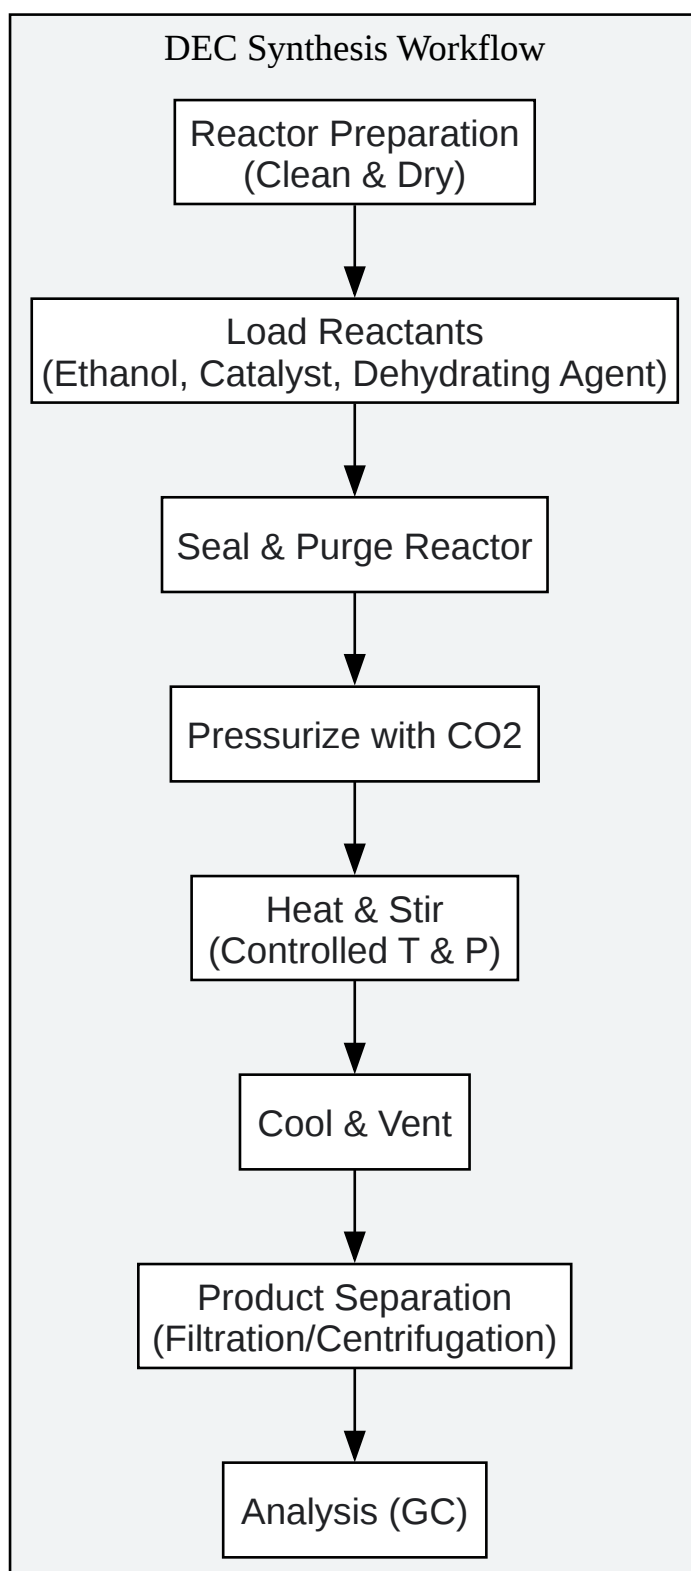 DEC Synthesis Workflow
Reactor Preparation
(Clean & Dry)
Load Reactants
(Ethanol, Catalyst, Dehydrating Agent)
Seal & Purge Reactor
Pressurize with CO2
Heat & Stir
(Controlled T & P)
Cool & Vent
Product Separation
(Filtration/Centrifugation)
Analysis (GC)